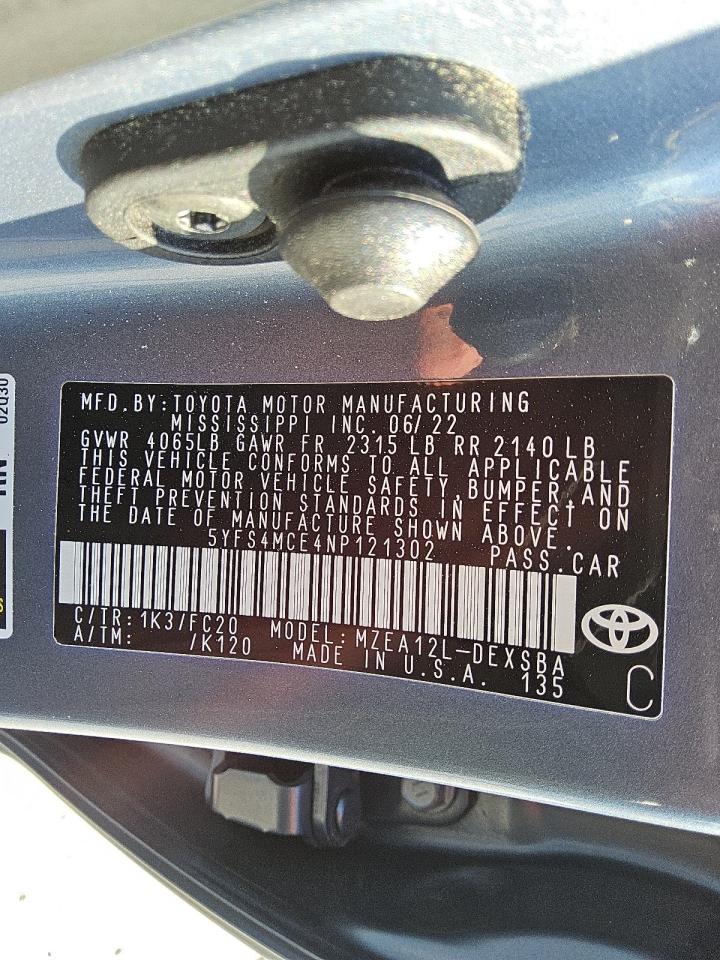 MFD.BY:TOYOTA MOTOR MANUFACTURING
MISSISSIPPI INC. 06/22
GVWR 4065LB GAWR FR 2315 LB RR 2140 LB
THIS VEHICLE CONFORMS TO ALL APPLICABLE
FEDERAL MOTOR VEHICLE SAFETY, BUMPER, AND
THEFT PREVENTION STANDARDS IN EFFECT ON
THE DATE OF MANUFACTURE SHOWN ABOVE.
5YFS4MCE4NP121302 PASS.CAR
C/TR: 1K3/FC20 MODEL: MZEA12L-DEXSBA
A/TM: /K120 MADE IN U.S.A. 135
C
02Q30
RN
S